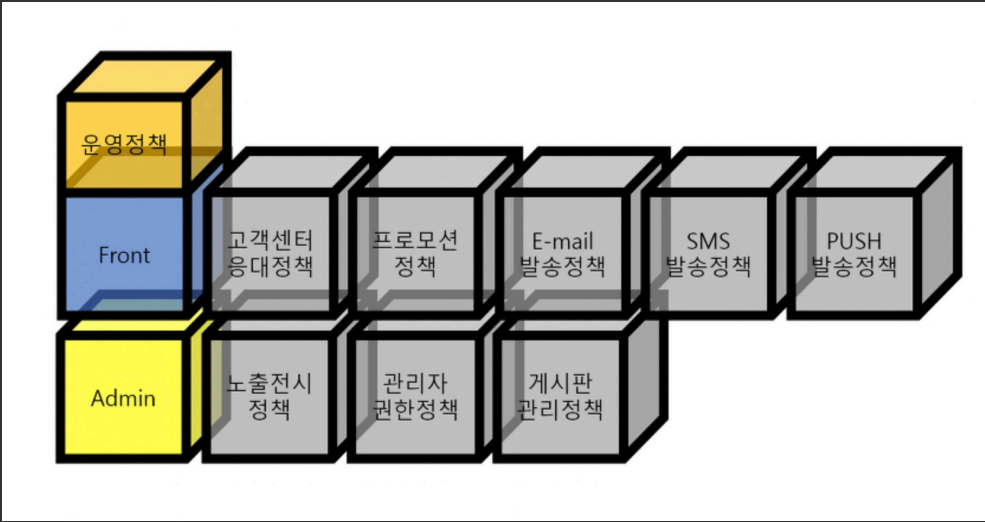 운영정책
Front
고객센터
응대정책
프로모션
정책
E-mail
발송정책
SMS
발송정책
PUSH
발송정책
Admin
노출전시
정책
관리자
권한정책
게시판
관리정책